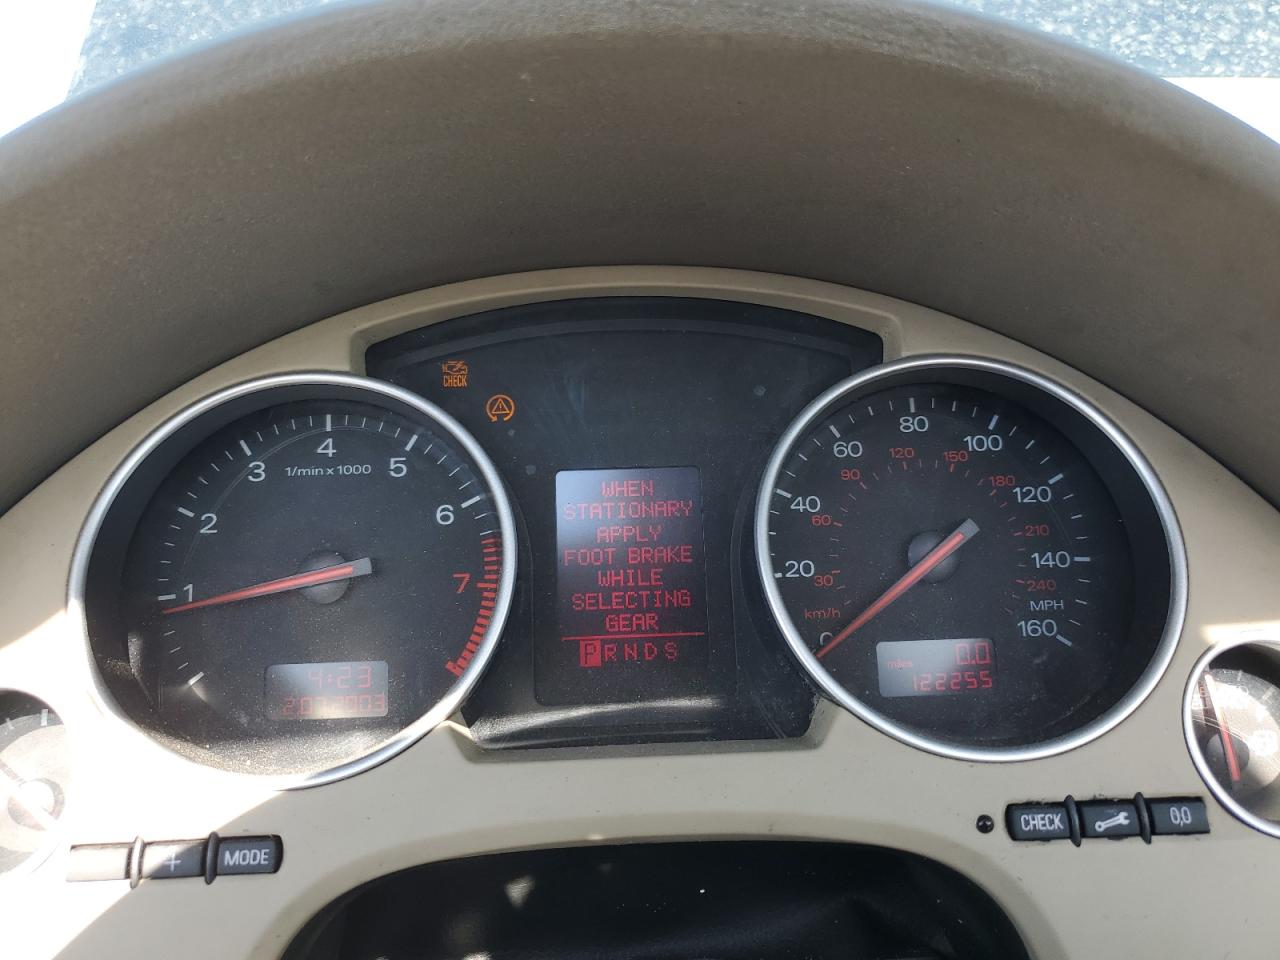 CHECK
1
2
3
4
5
6
7
1/min x 1000
4:23
WHEN
STATIONARY
APPLY
FOOT BRAKE
WHILE
SELECTING
GEAR
P R N D S
0
20
40
60
80
100
120
140
160
MPH
km/h
30
60
90
120
150
180
210
240
miles
0.0
122255
+
MODE
CHECK
0,0